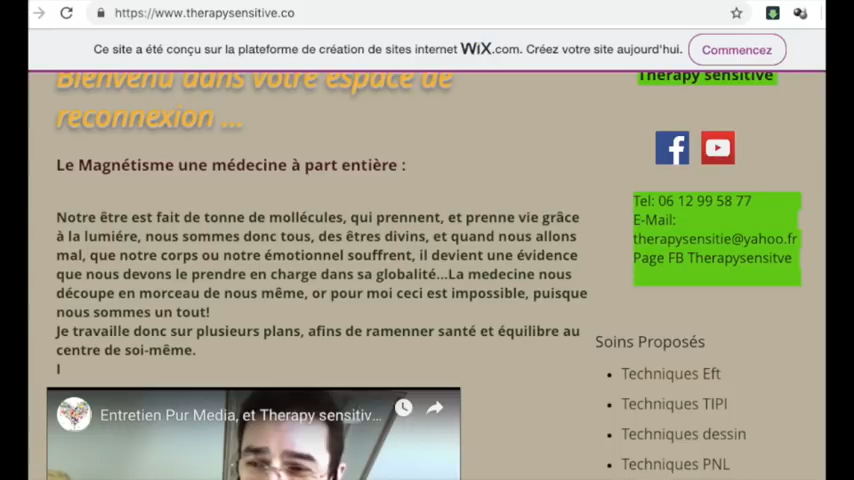 https://www.therapysensitive.co
Ce site a été conçu sur la plateforme de création de sites internet WiX.com. Créez votre site aujourd'hui.
Commencez
Bienvenu dans votre espace de
reconnexion ...
Le Magnétisme une médecine à part entière :
Notre être est fait de tonne de mollécules, qui prennent, et prenne vie grâce
à la lumiére, nous sommes donc tous, des êtres divins, et quand nous allons
mal, que notre corps ou notre émotionnel souffrent, il devient une évidence
que nous devons le prendre en charge dans sa globalité...La medecine nous
découpe en morceau de nous même, or pour moi ceci est impossible, puisque
nous sommes un tout!
Je travaille donc sur plusieurs plans, afins de ramenner santé et équilibre au
centre de soi-même.
I
Entretien Pur Media, et Therapy sensitiv...
Therapy sensitive
Tel: 06 12 99 58 77
E-Mail:
therapysensitie@yahoo.fr
Page FB Therapysensitve
Soins Proposés
Techniques Eft
Techniques TIPI
Techniques dessin
Techniques PNL